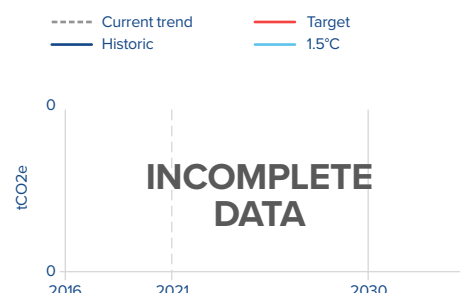 Current trend
Target
Historic
1.5°C
0
tCO2e
INCOMPLETE
DATA
0
2016
2021
2030